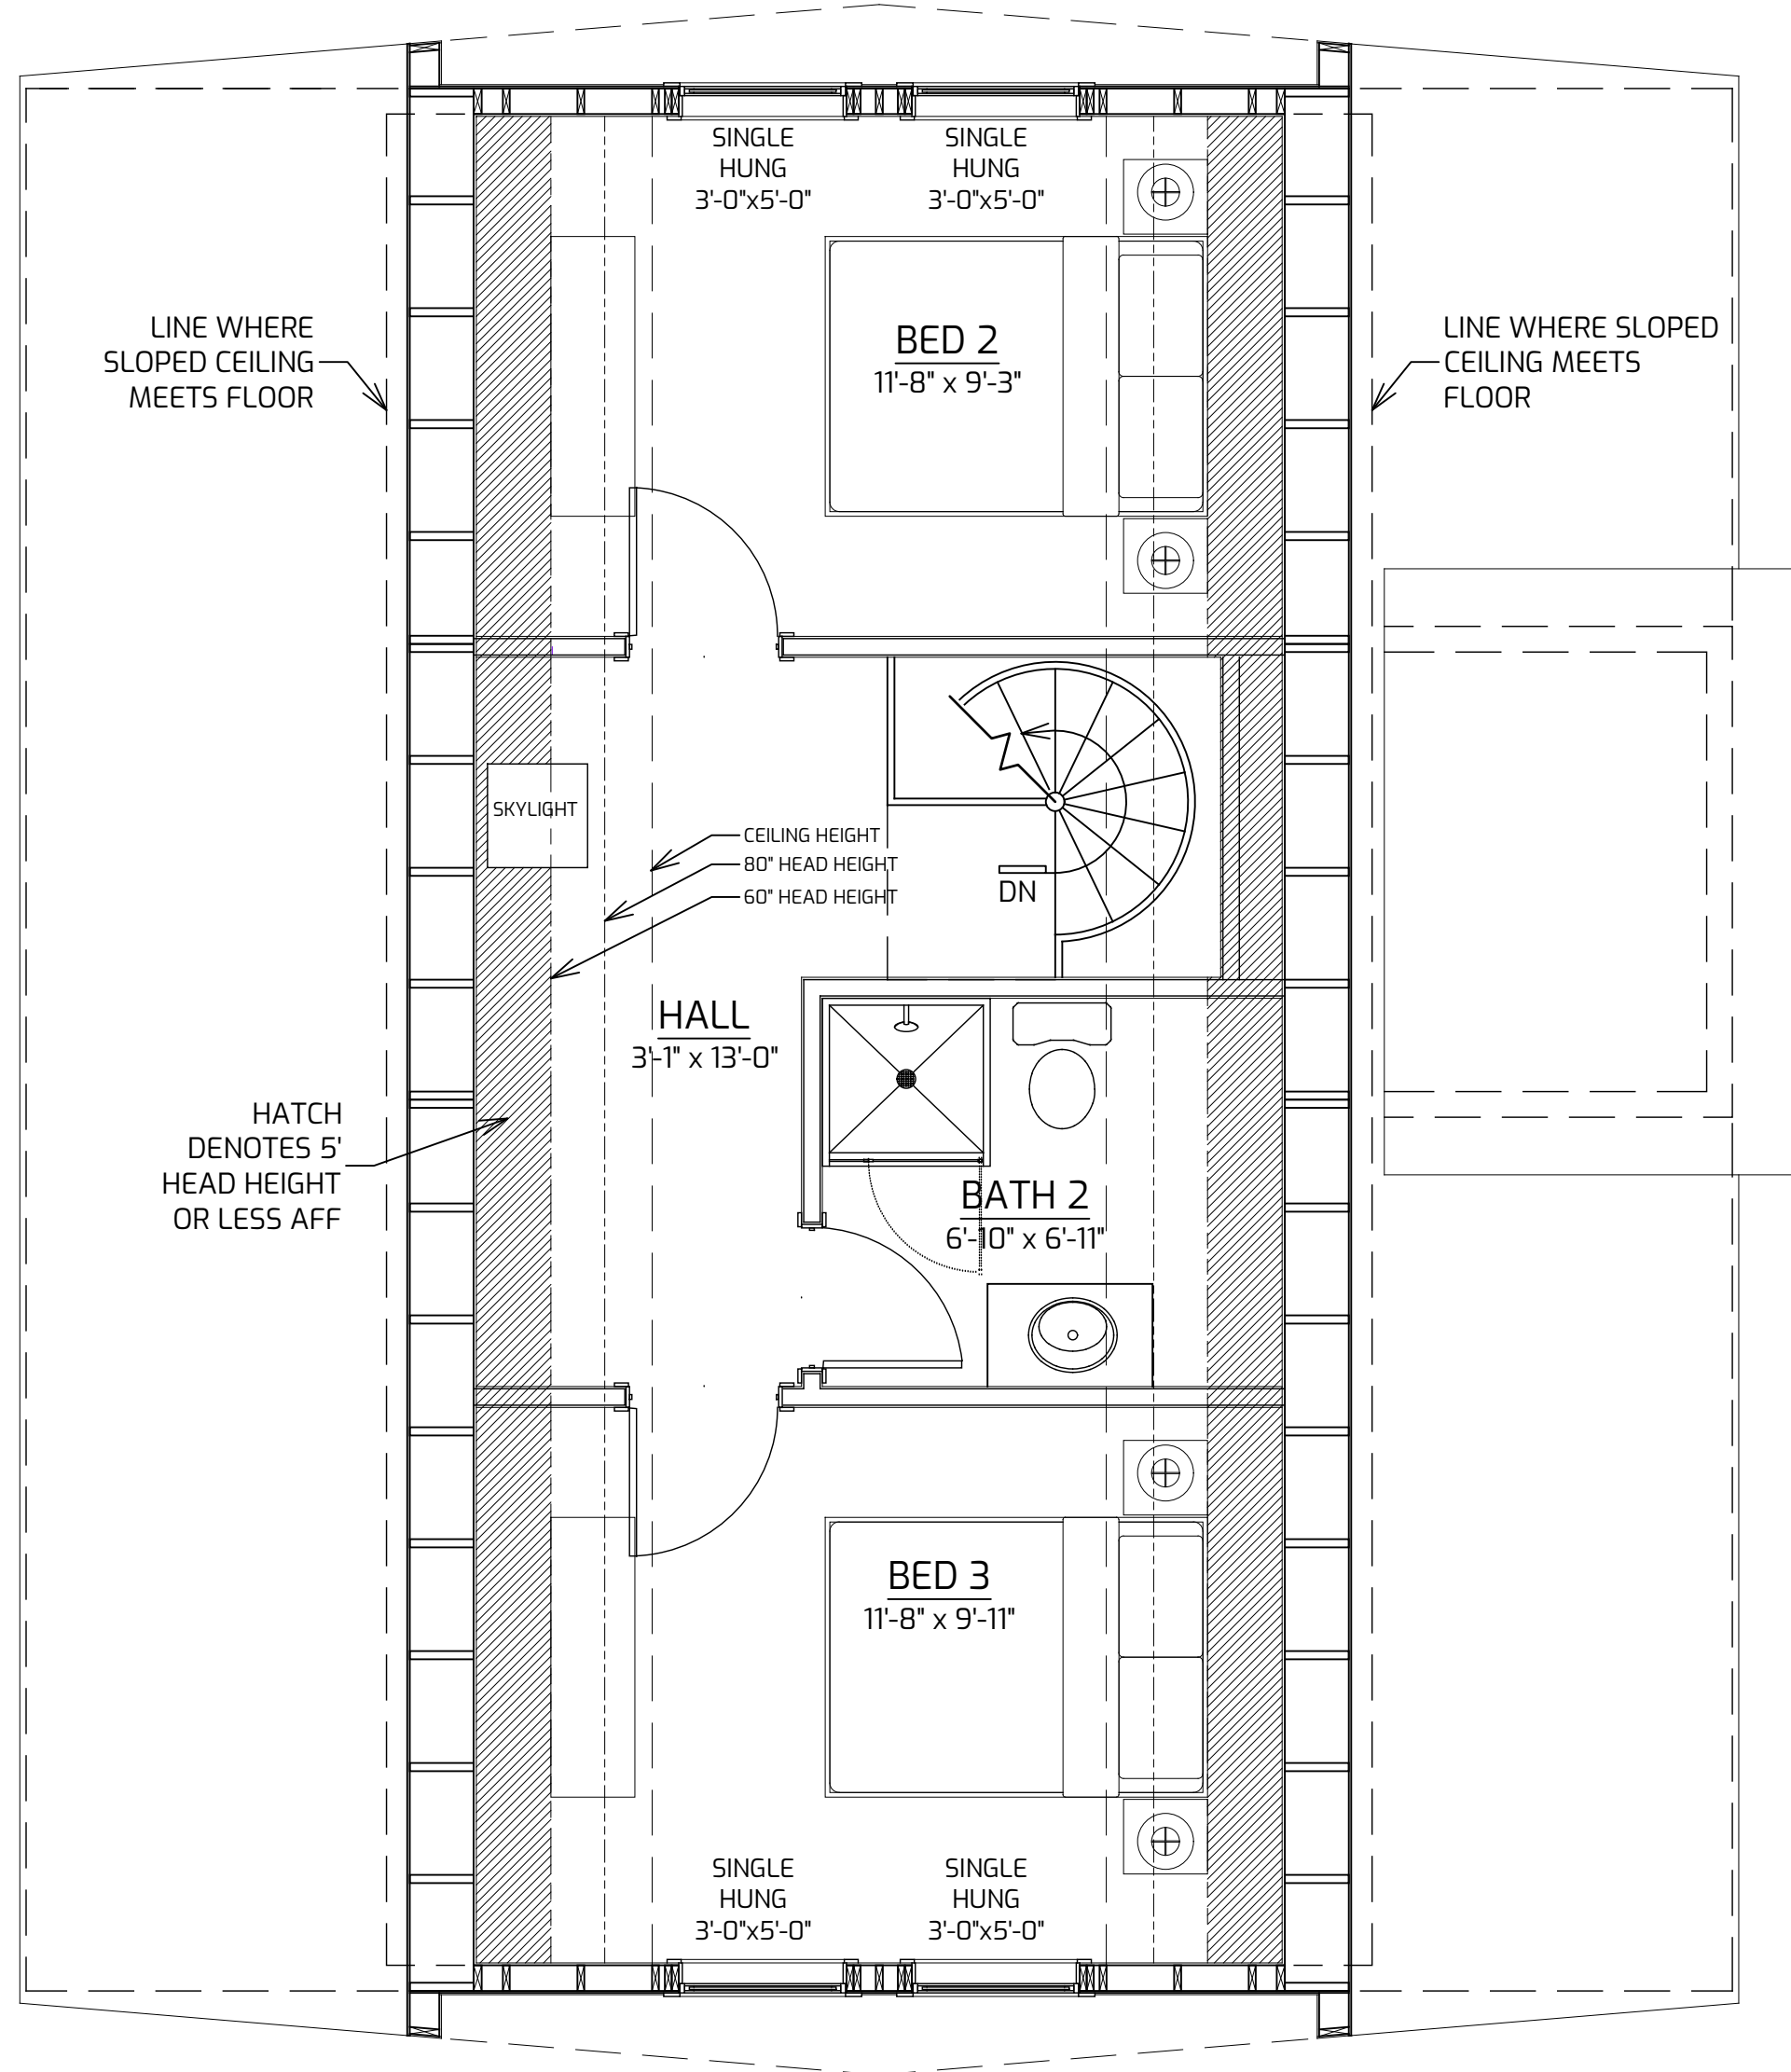 SINGLE
HUNG
3'-0"x5'-0"
SINGLE
HUNG
3'-0"x5'-0"
LINE WHERE
SLOPED CEILING
MEETS FLOOR
BED 2
11'-8" x 9'-3"
LINE WHERE SLOPED
CEILING MEETS
FLOOR
SKYLIGHT
CEILING HEIGHT
80" HEAD HEIGHT
60" HEAD HEIGHT
DN
HALL
3'-1" x 13'-0"
HATCH
DENOTES 5'
HEAD HEIGHT
OR LESS AFF
BATH 2
6'-10" x 6'-11"
BED 3
11'-8" x 9'-11"
SINGLE
HUNG
3'-0"x5'-0"
SINGLE
HUNG
3'-0"x5'-0"